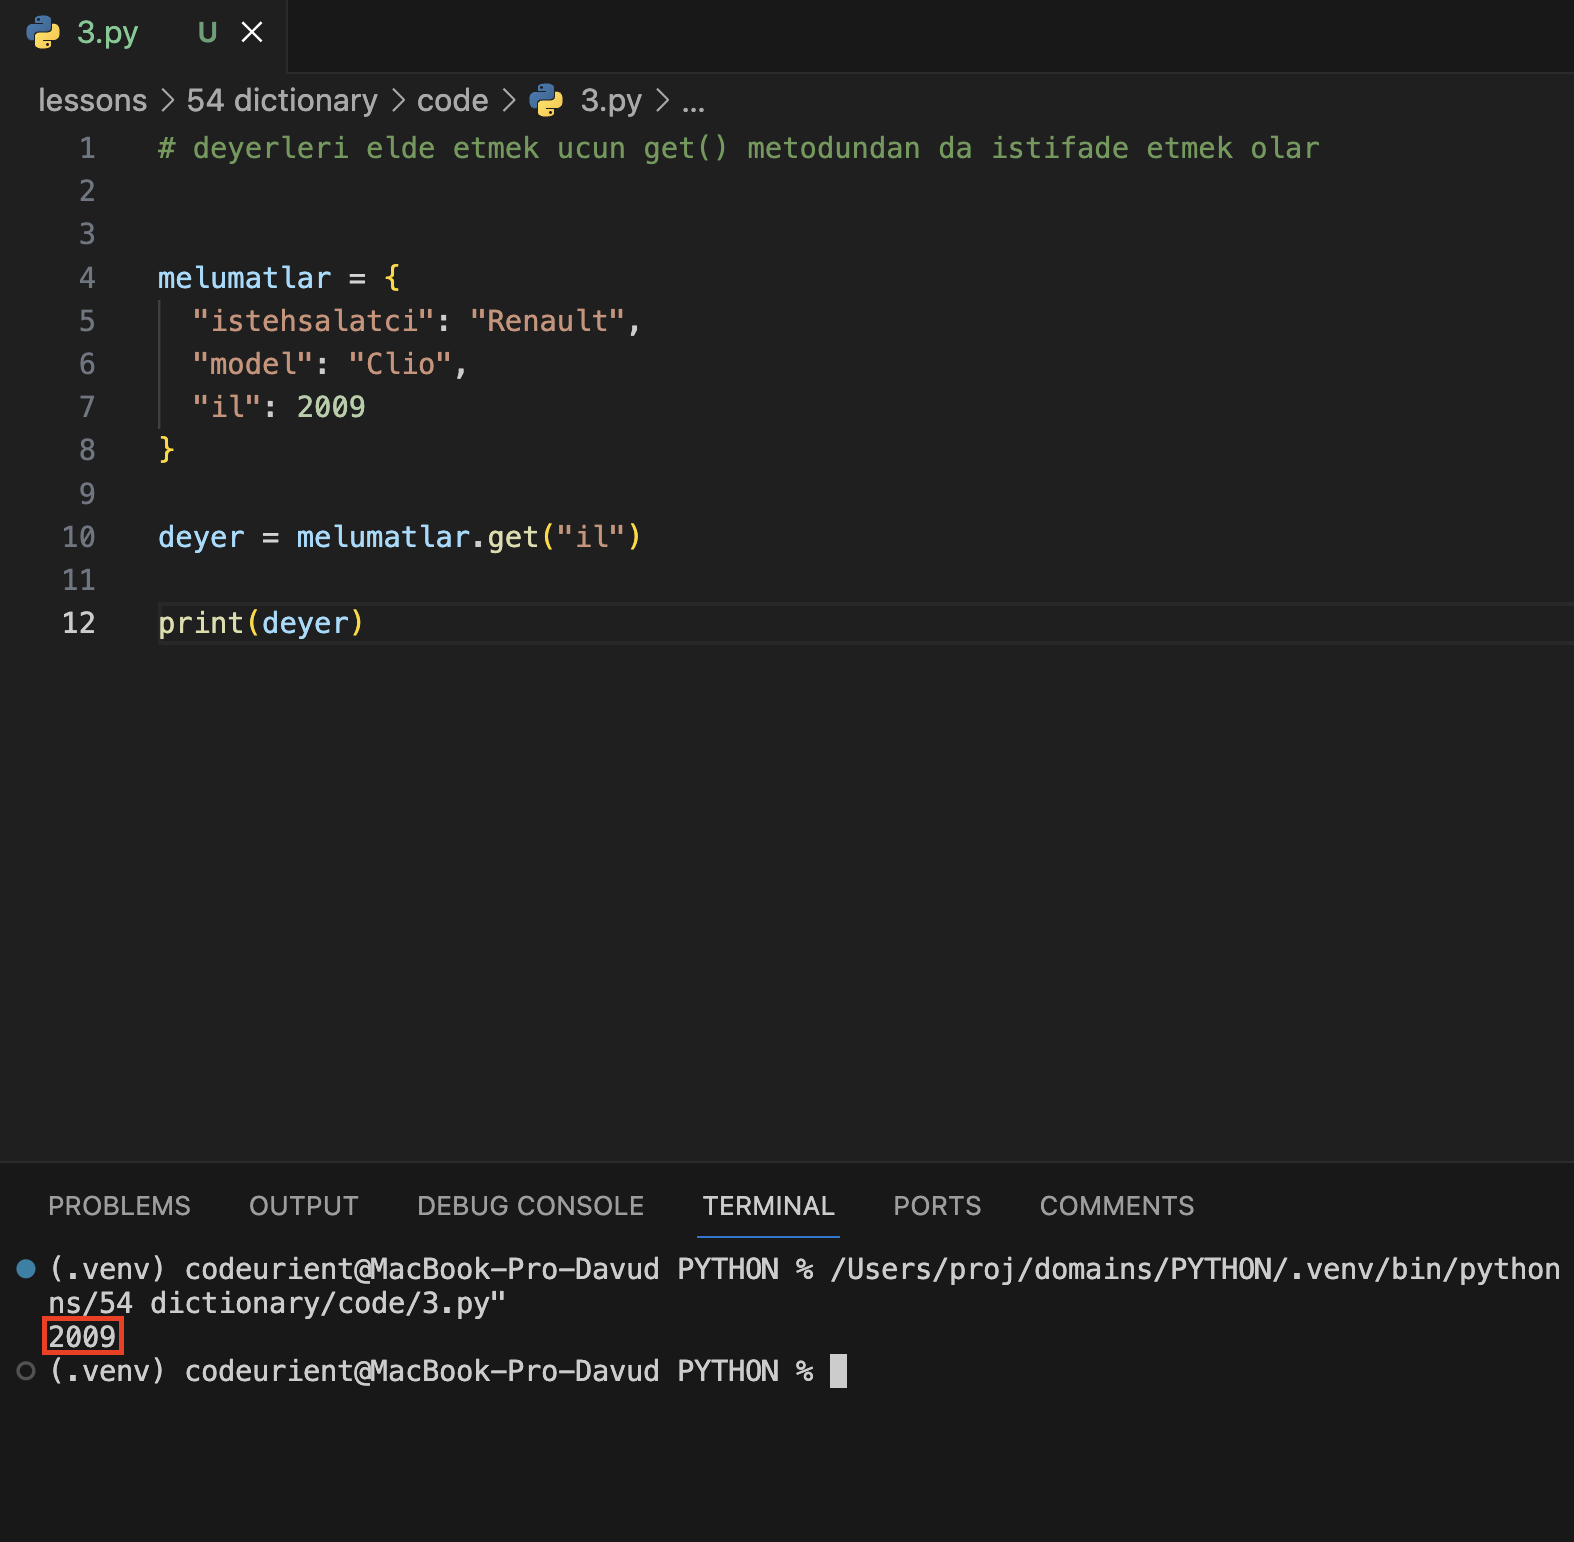 3.py U
lessons > 54 dictionary > code > 3.py > ...
1 # deyerleri elde etmek ucun get() metodundan da istifade etmek olar
2
3
4 melumatlar = {
5 "istehsalatci": "Renault",
6 "model": "Clio",
7 "il": 2009
8 }
9
10 deyer = melumatlar.get("il")
11
12 print(deyer)
PROBLEMS OUTPUT DEBUG CONSOLE TERMINAL PORTS COMMENTS
(.venv) codeurient@MacBook-Pro-Davud PYTHON % /Users/proj/domains/PYTHON/.venv/bin/python
ns/54 dictionary/code/3.py"
2009
(.venv) codeurient@MacBook-Pro-Davud PYTHON %